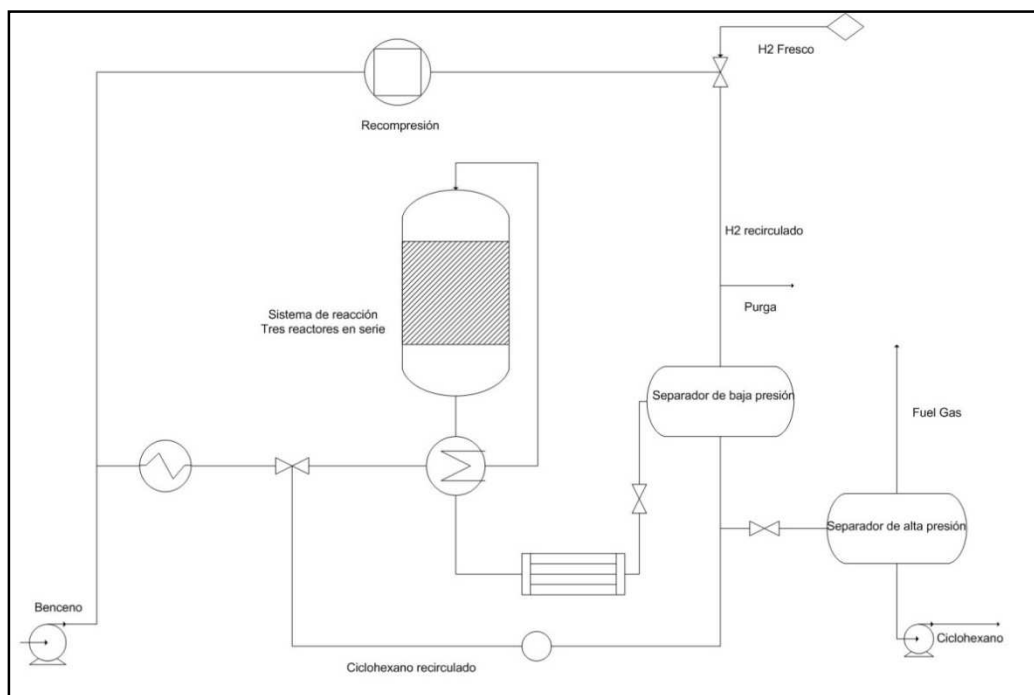 H2 Fresco
Recompresión
H2 recirculado
Purga
Sistema de reacción
Tres reactores en serie
Separador de baja presión
Fuel Gas
Separador de alta presión
Benceno
Ciclohexano
Ciclohexano recirculado